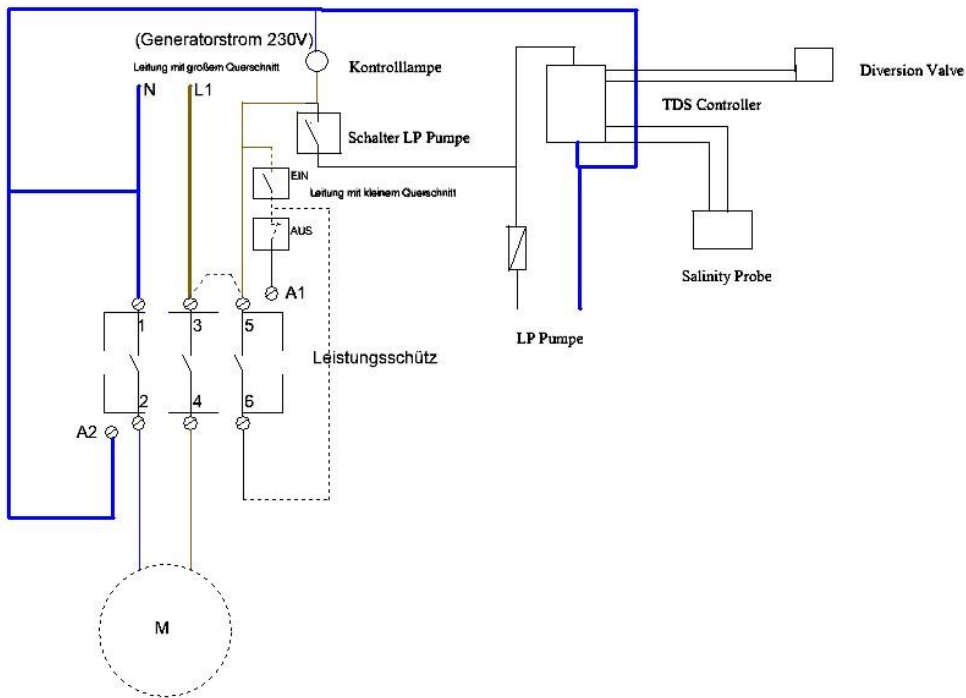 (Generatorstrom 230V)
Leitung mit großem Querschnitt
N
L1
Kontrolllampe
Schalter LP Pumpe
EIN
Leitung mit kleinem Querschnitt
AUS
A1
TDS Controller
Diversion Valve
Salinity Probe
LP Pumpe
1
3
5
Leistungsschütz
2
4
6
A2
M